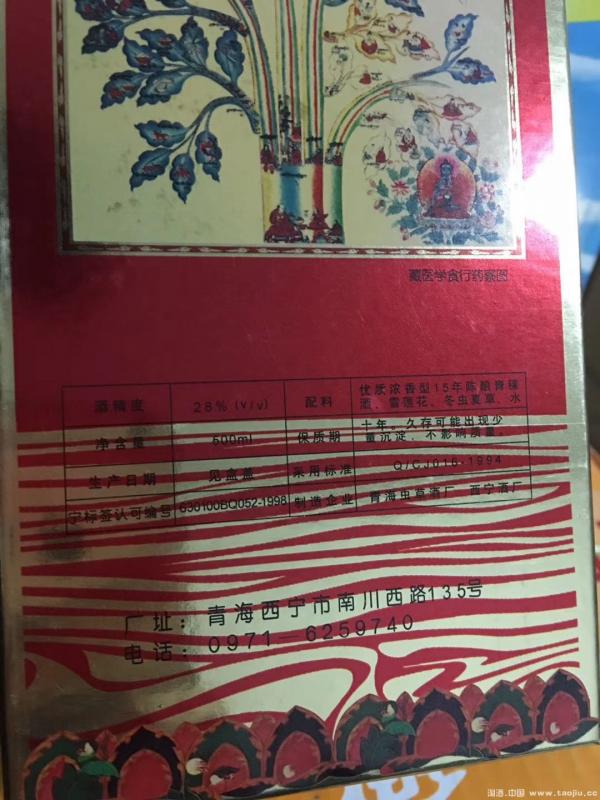 藏医学食行药察图
酒精度 28%(v/v) 配料 优质浓香型15年陈酿青稞
酒、雪莲花、冬虫夏草、水
净含量 500ml 保质期 十年。久存可能出现少
量沉淀，不影响质量。
生产日期 见盒盖 采用标准 Q/CJ016-1994
宁标签认可编号 630100BQ052-1998 制造企业 青海虫草酒厂 西宁酒厂
厂址：青海西宁市南川西路135号
电话：0971—6259740
淘酒.中国 www.taojiu.cc